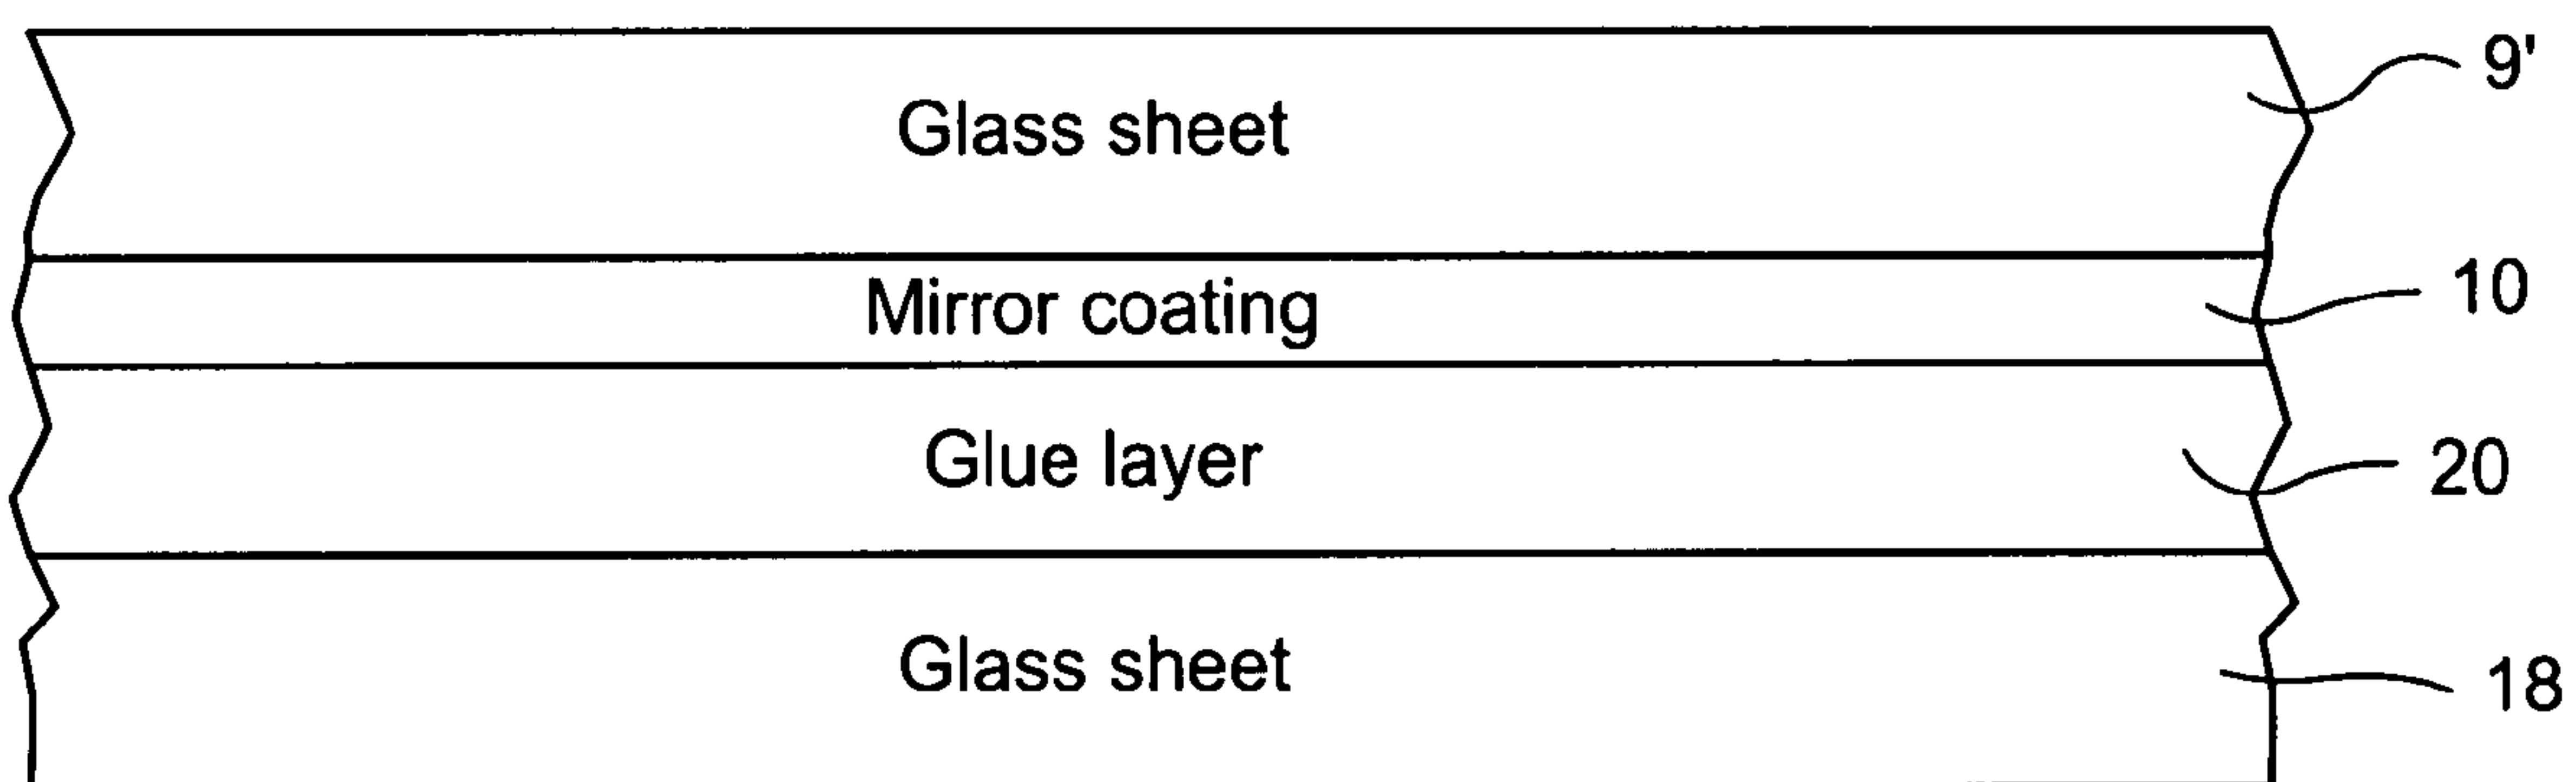 Glass sheet
9'
Mirror coating
10
Glue layer
20
Glass sheet
18